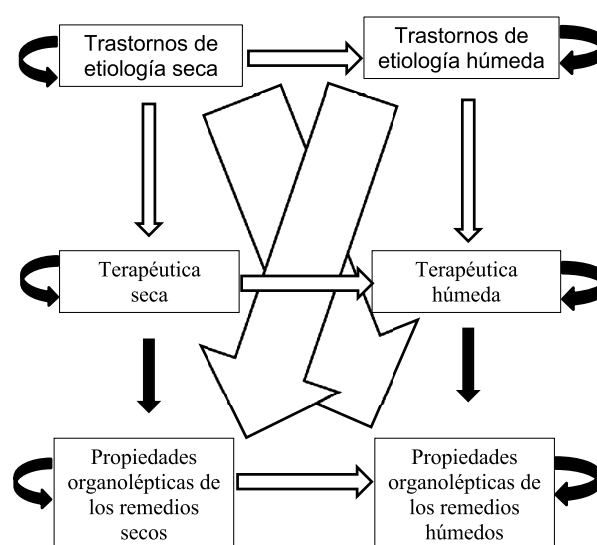 Trastornos de
etiología seca
Trastornos de
etiología húmeda
Terapéutica
seca
Terapéutica
húmeda
Propiedades
organolépticas de
los remedios
secos
Propiedades
organolépticas de
los remedios
húmedos